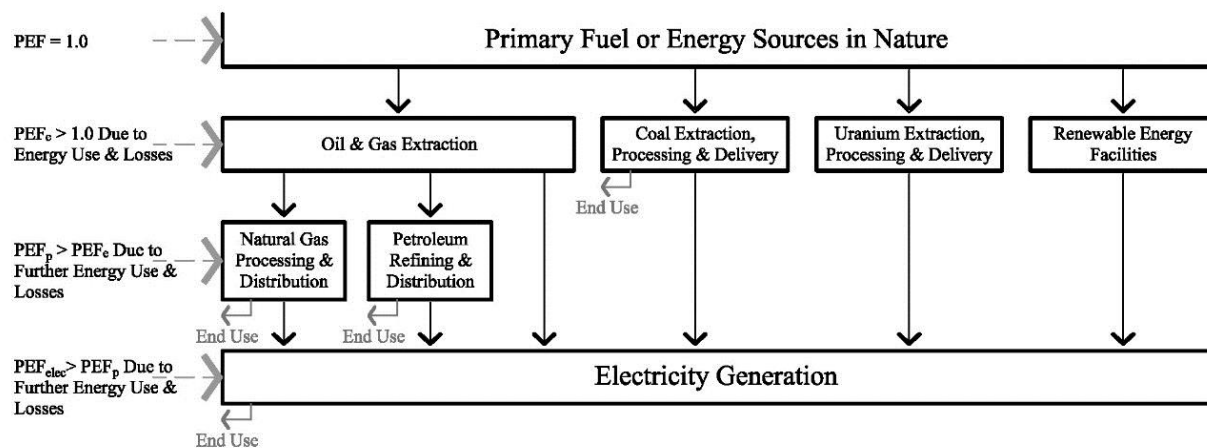 PEF = 1.0
Primary Fuel or Energy Sources in Nature
PEFe > 1.0 Due to
Energy Use & Losses
Oil & Gas Extraction
Coal Extraction,
Processing & Delivery
Uranium Extraction,
Processing & Delivery
Renewable Energy
Facilities
End Use
PEFp > PEFe Due to
Further Energy Use &
Losses
Natural Gas
Processing &
Distribution
Petroleum
Refining &
Distribution
End Use
End Use
PEFelec> PEFp Due to
Further Energy Use &
Losses
Electricity Generation
End Use